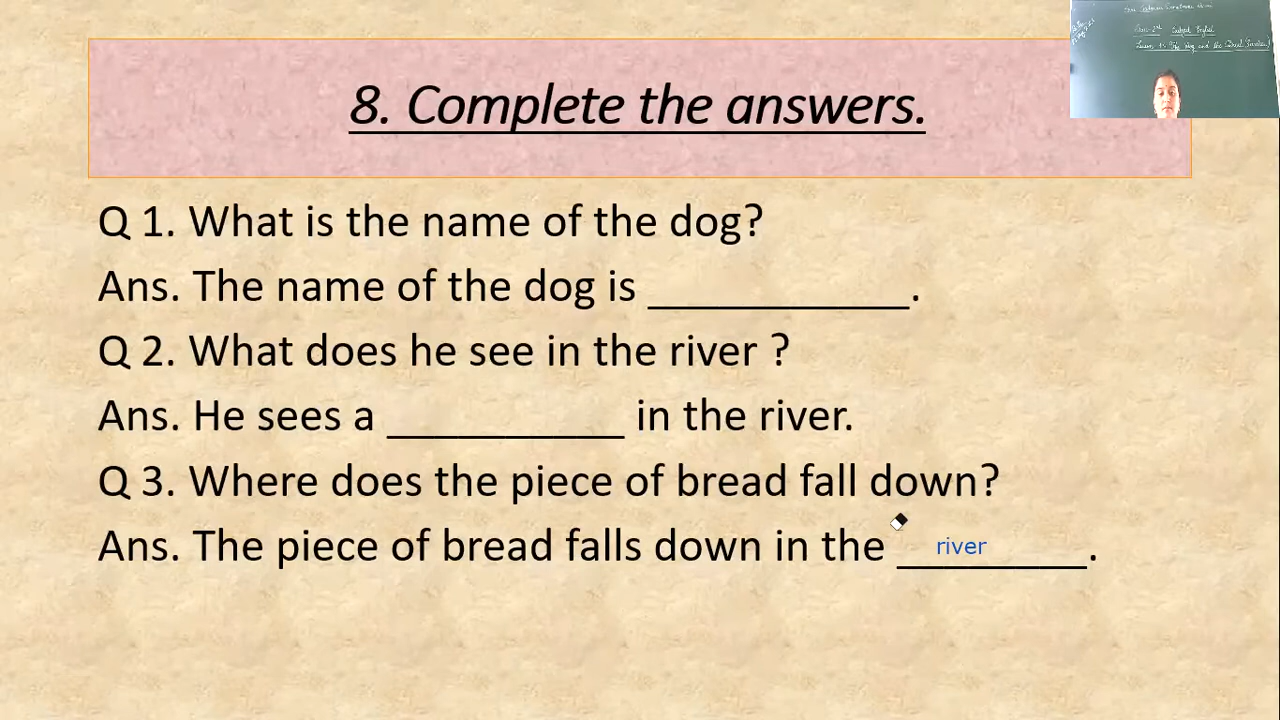 8. Complete the answers.
Q 1. What is the name of the dog?
Ans. The name of the dog is ___________.
Q 2. What does he see in the river ?
Ans. He sees a __________ in the river.
Q 3. Where does the piece of bread fall down?
Ans. The piece of bread falls down in the ___river_____.